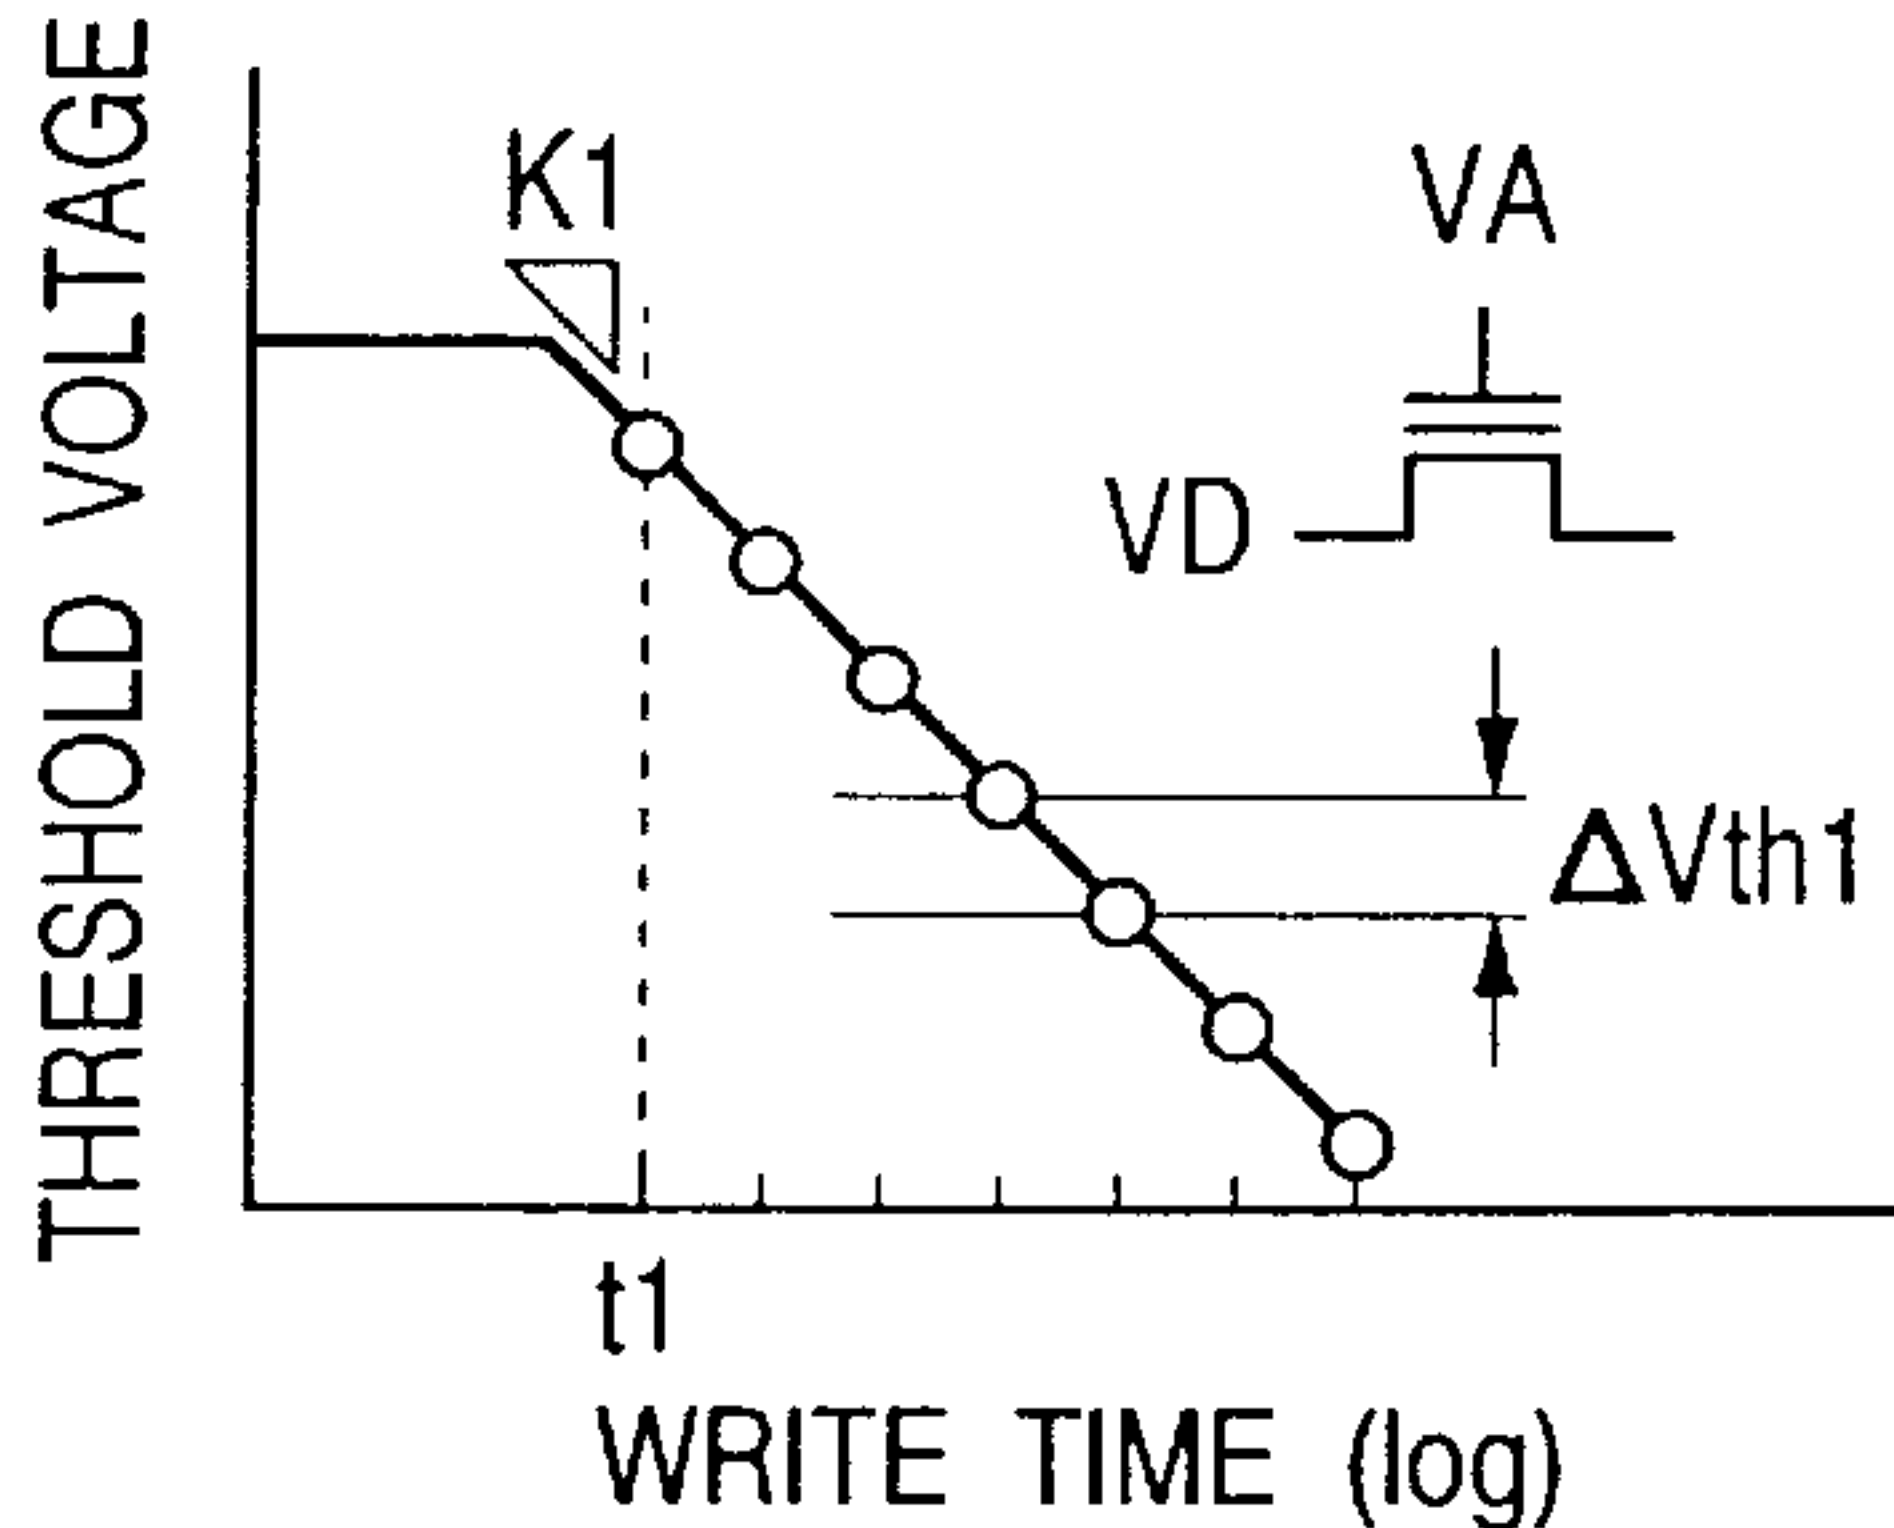 THRESHOLD VOLTAGE
K1
VA
VD
ΔVth1
t1
WRITE TIME (log)